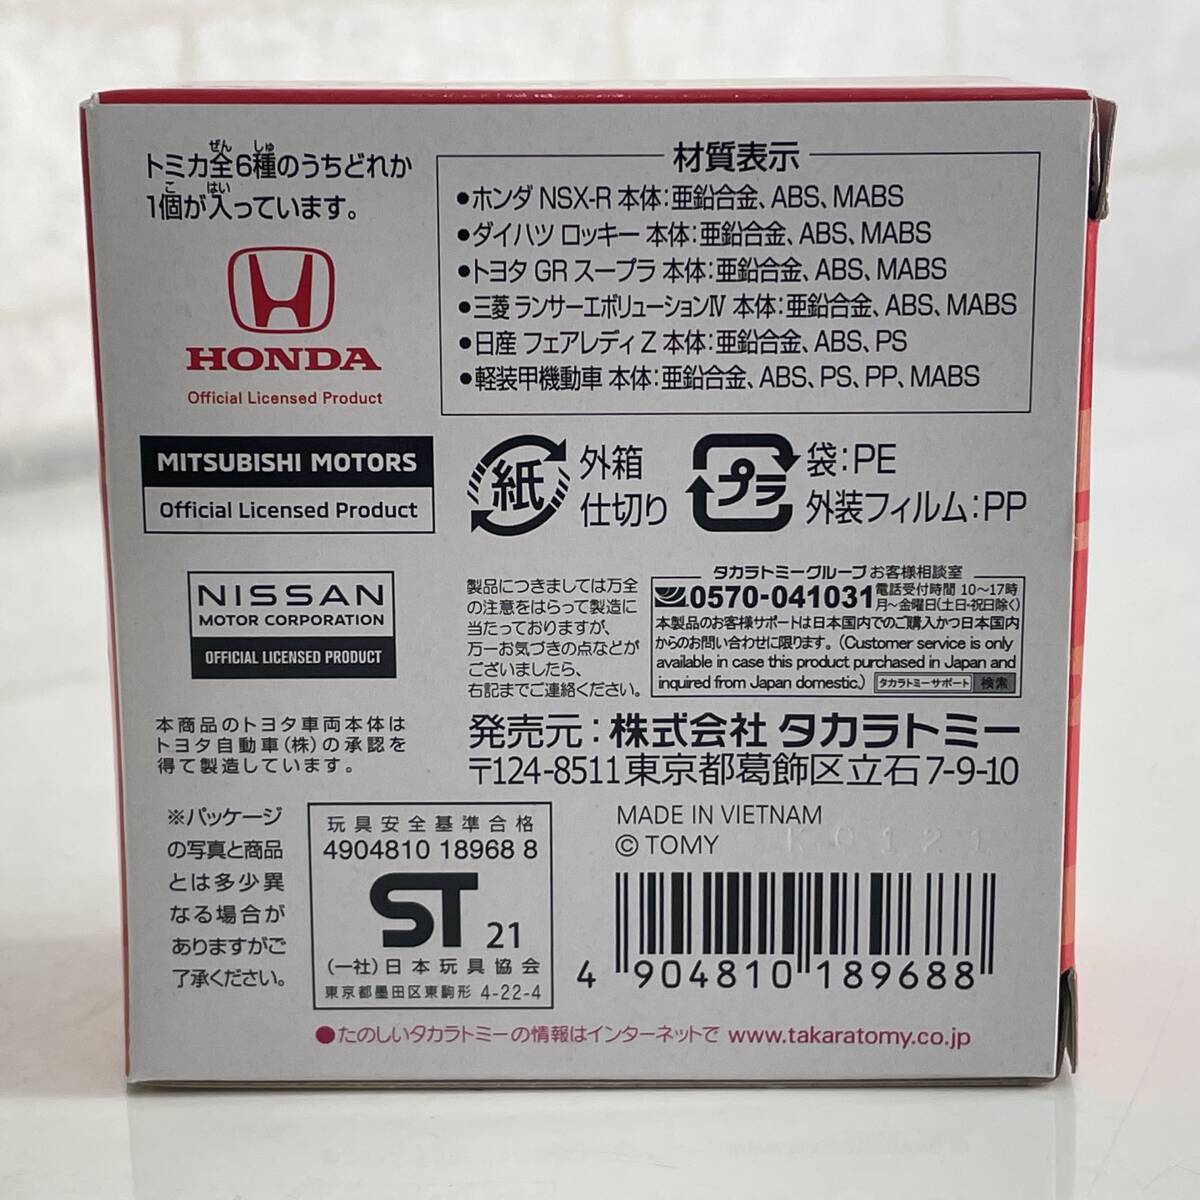 トミカ全6種のうちどれか
ぜん しゅ
1個が入っています。
こ はい
HONDA
Official Licensed Product
MITSUBISHI MOTORS
Official Licensed Product
NISSAN
MOTOR CORPORATION
OFFICIAL LICENSED PRODUCT
本商品のトヨタ車両本体は
トヨタ自動車(株)の承認を
得て製造しています。
材質表示
●ホンダ NSX-R 本体:亜鉛合金、ABS、MABS
●ダイハツ ロッキー 本体:亜鉛合金、ABS、MABS
●トヨタ GR スープラ 本体:亜鉛合金、ABS、MABS
●三菱 ランサーエボリューションⅣ 本体:亜鉛合金、ABS、MABS
●日産 フェアレディ Z 本体:亜鉛合金、ABS、PS
●軽装甲機動車 本体:亜鉛合金、ABS、PS、PP、MABS
紙
外箱
仕切り
プラ
袋:PE
外装フィルム:PP
製品につきましては万全
の注意をはらって製造に
当たっておりますが、
万一お気づきの点などが
ございましたら、
右記までご連絡ください。
タカラトミーグループ お客様相談室
0570-041031
電話受付時間 10〜17時
月〜金曜日(土日・祝日除く)
本製品のお客様サポートは日本国内でのご購入かつ日本国内
からのお問い合わせに限ります。(Customer service is only
available in case this product purchased in Japan and
inquired from Japan domestic.) タカラトミーサポート 検索
発売元:株式会社 タカラトミー
〒124-8511 東京都葛飾区立石7-9-10
※パッケージ
の写真と商品
とは多少異
なる場合が
ありますがご
了承ください。
玩具安全基準合格
4904810 18968 8
ST 21
(一社)日本玩具協会
東京都墨田区東駒形 4-22-4
MADE IN VIETNAM
© TOMY K0121
4 904810 189688
●たのしいタカラトミーの情報はインターネットで www.takaratomy.co.jp